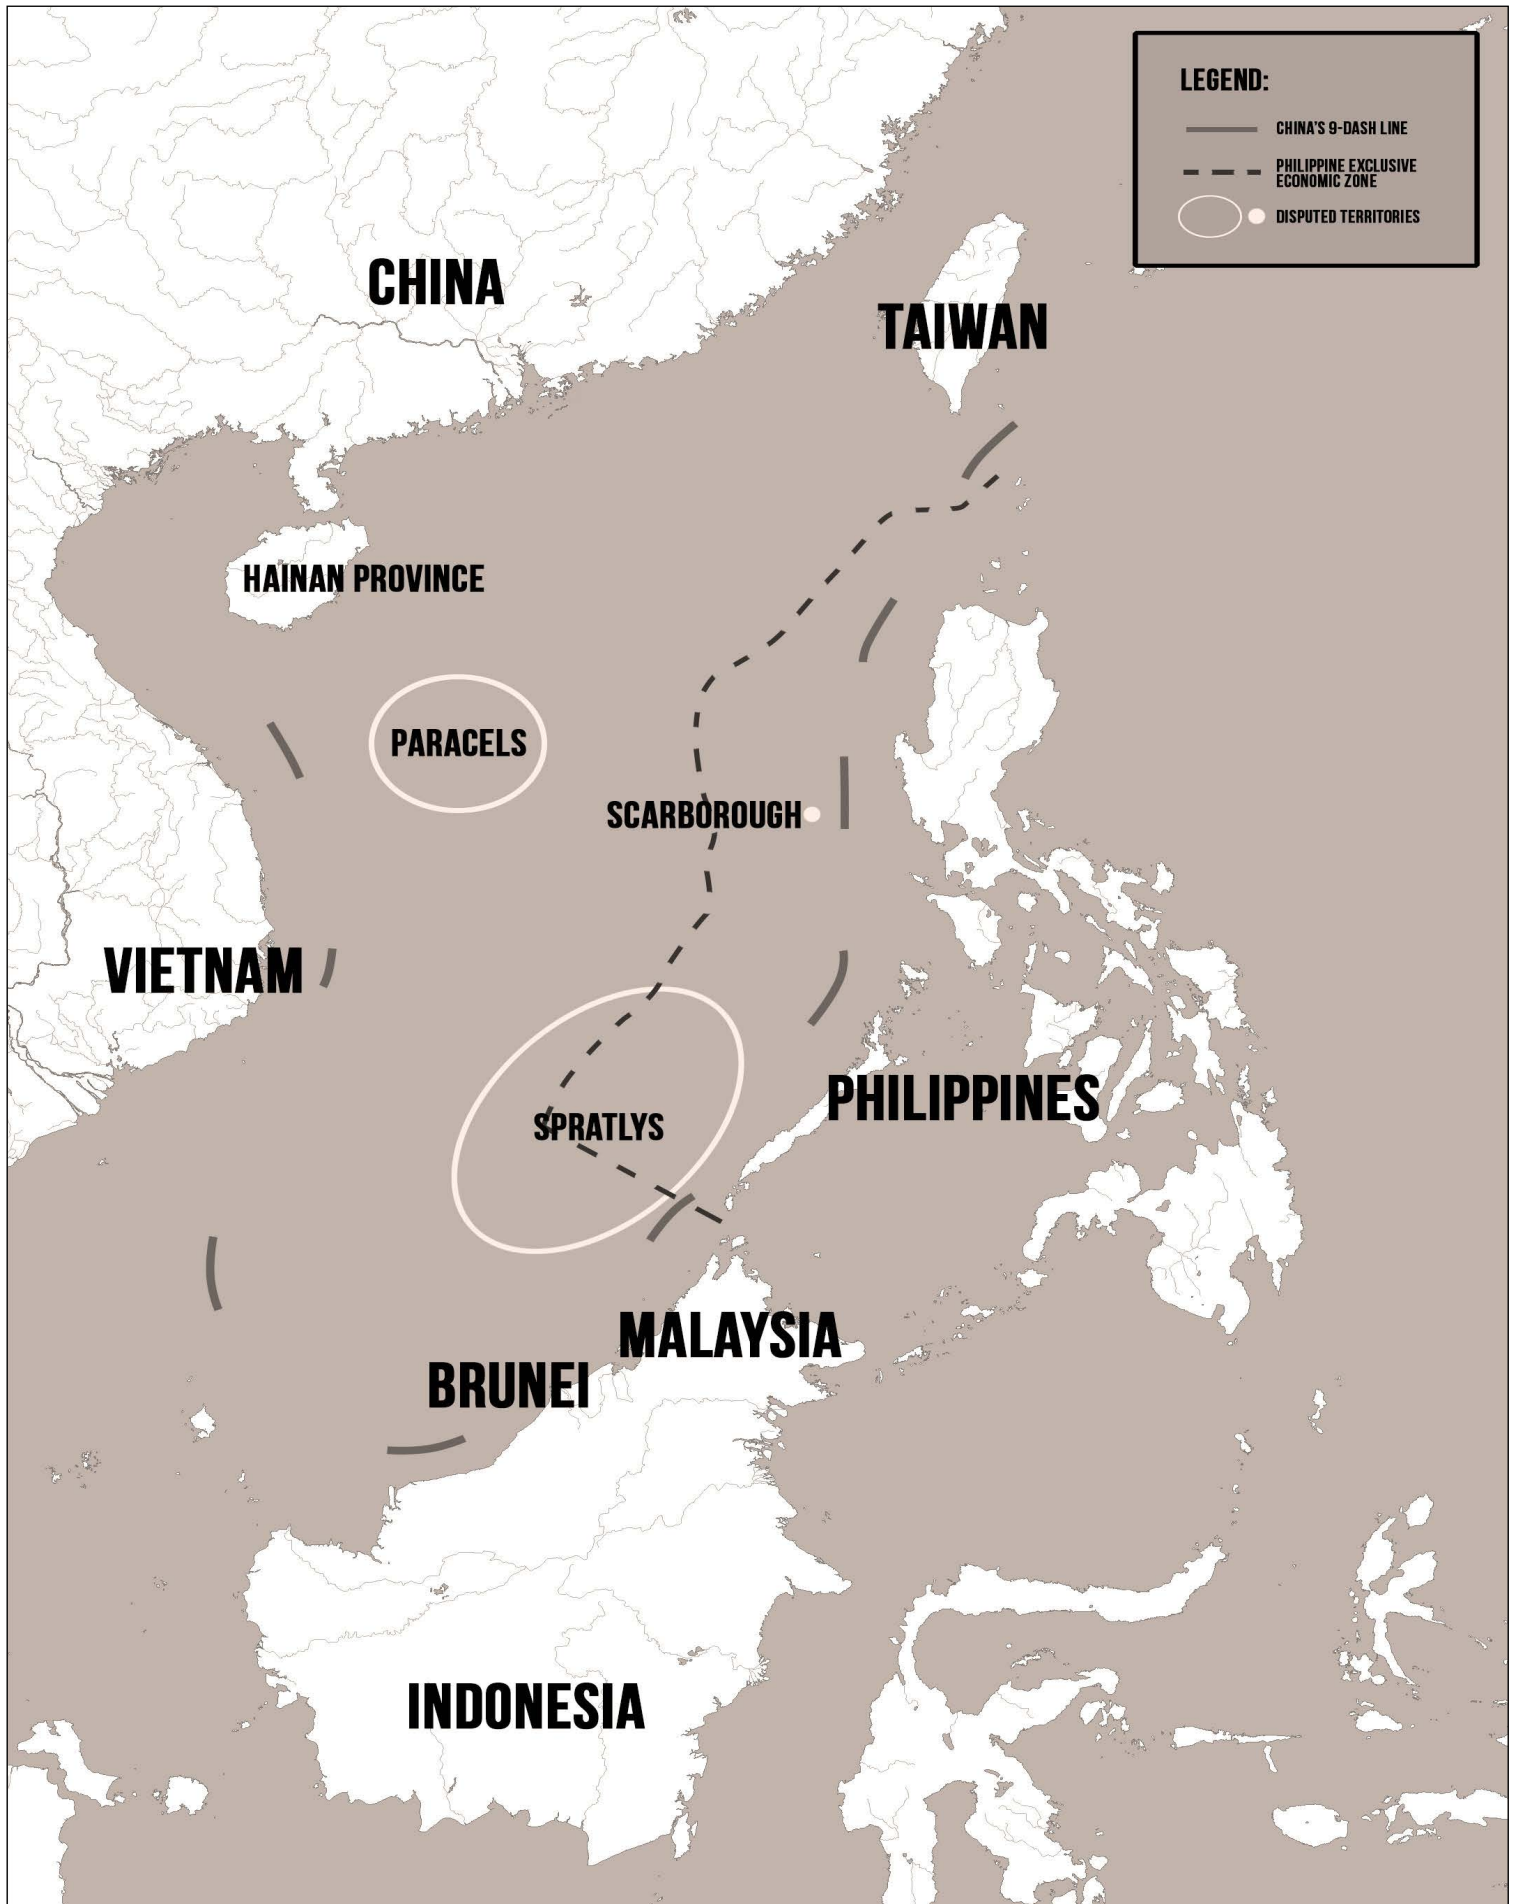 LEGEND:
CHINA'S 9-DASH LINE
PHILIPPINE EXCLUSIVE
ECONOMIC ZONE
DISPUTED TERRITORIES
CHINA
TAIWAN
HAINAN PROVINCE
PARACELS
SCARBOROUGH
VIETNAM
PHILIPPINES
SPRATLYS
MALAYSIA
BRUNEI
INDONESIA